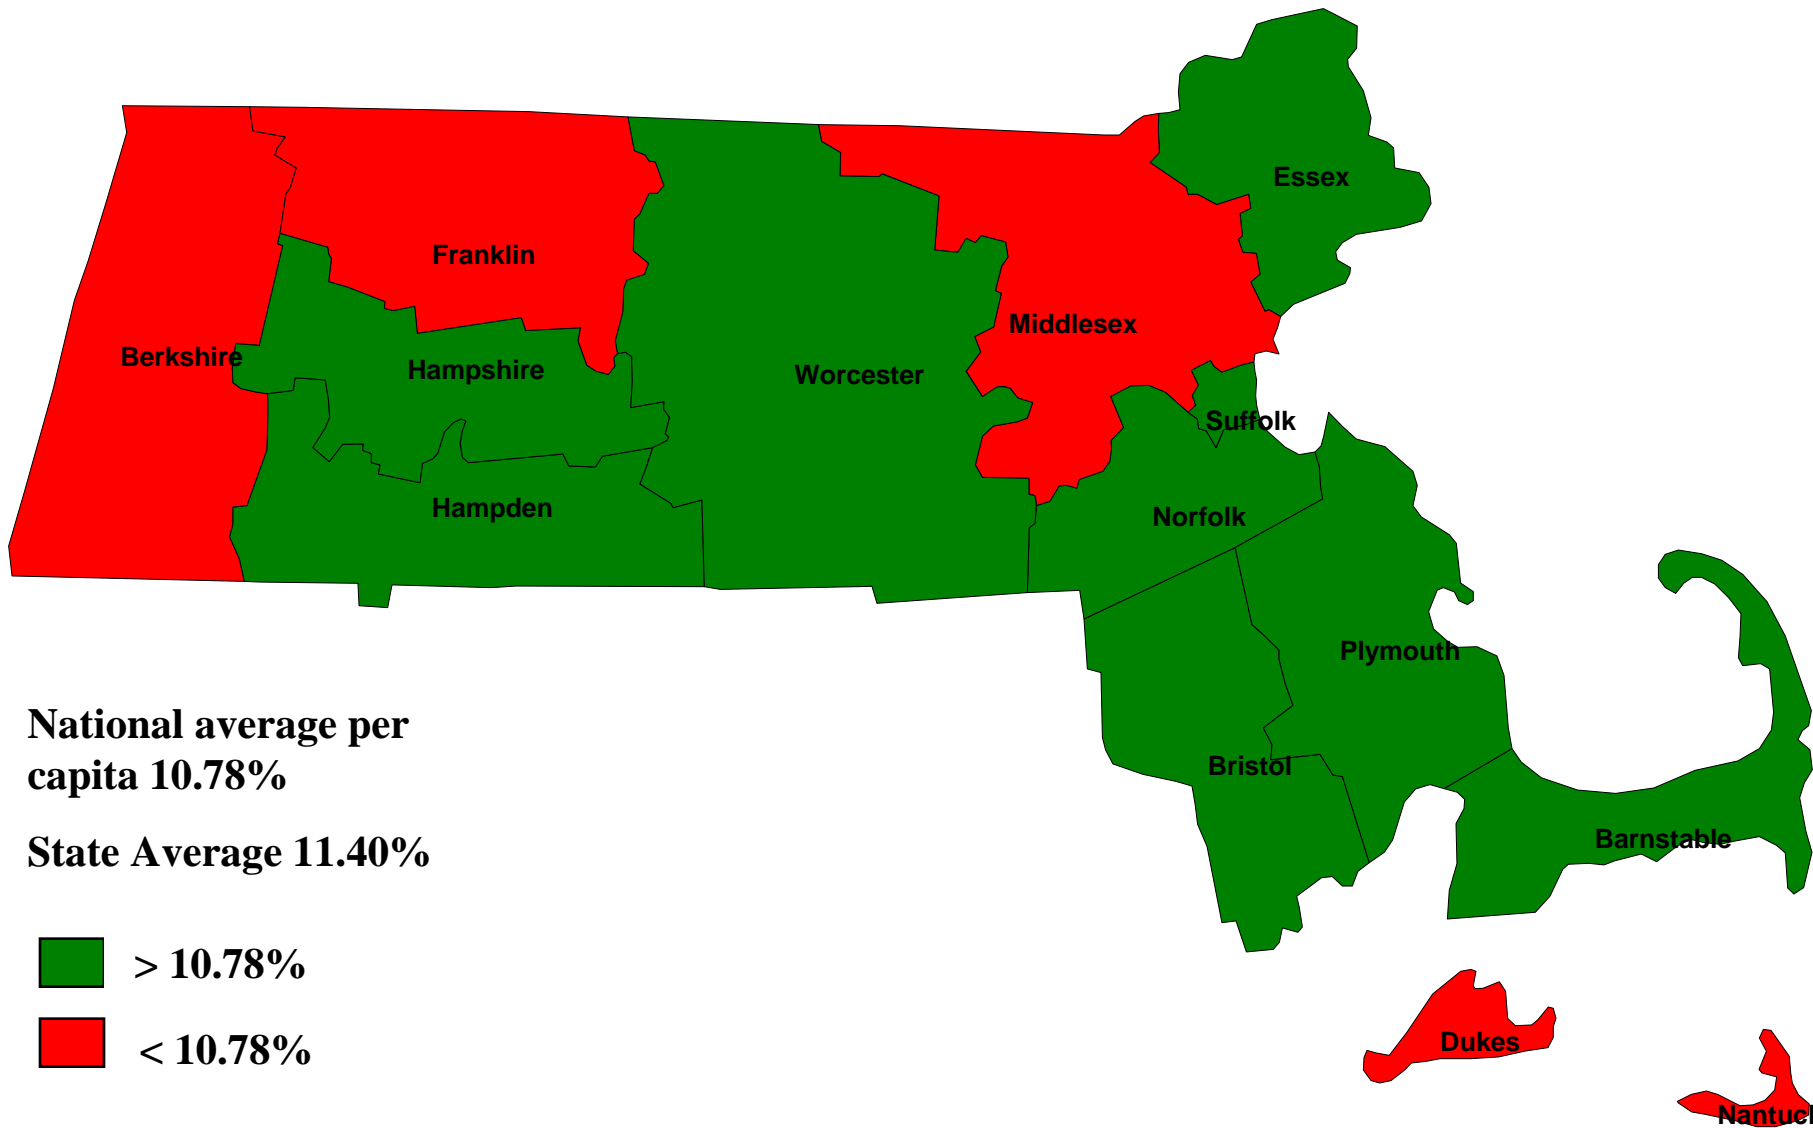 Essex
Franklin
Middlesex
Berkshire
Hampshire
Worcester
Suffolk
Hampden
Norfolk
Plymouth
National average per
capita 10.78%
Bristol
State Average 11.40%
Barnstable
> 10.78%
< 10.78%
Dukes
Nantuck